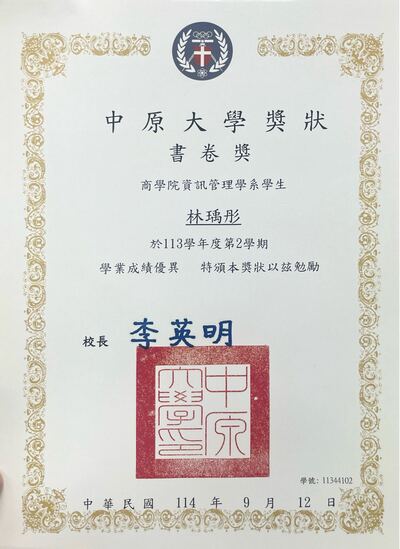 中原大學獎狀
書卷獎
商學院資訊管理學系學生
林瑀彤
於113學年度第2學期
學業成績優異　特頒本獎狀以茲勉勵
校長 李英明
中原大學印
學號: 11344102
中華民國 114 年 9 月 12 日